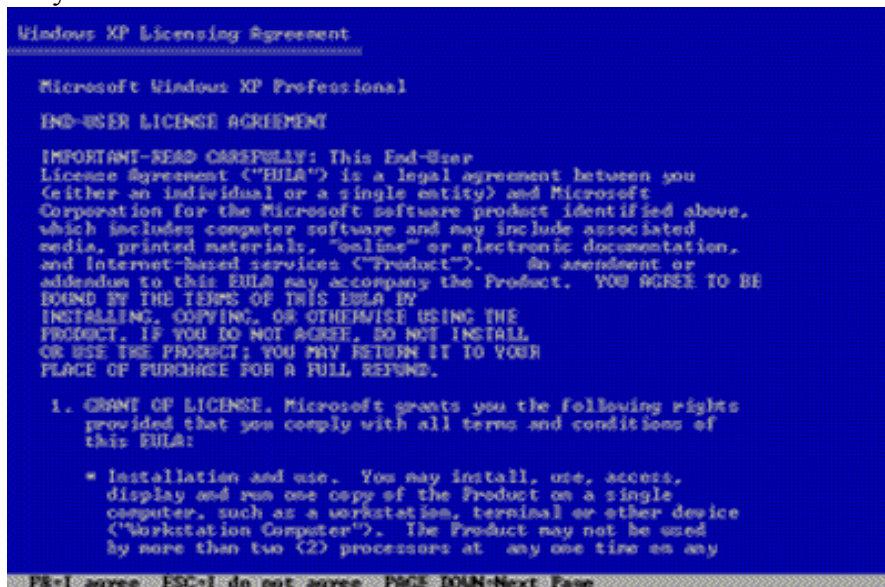 Windows XP Licensing Agreement
Microsoft Windows XP Professional
END-USER LICENSE AGREEMENT
IMPORTANT-READ CAREFULLY: This End-User
License Agreement ("EULA") is a legal agreement between you
(either an individual or a single entity) and Microsoft
Corporation for the Microsoft software product identified above,
which includes computer software and may include associated
media, printed materials, "online" or electronic documentation,
and Internet-based services ("Product"). An amendment or
addendum to this EULA may accompany the Product. YOU AGREE TO BE
BOUND BY THE TERMS OF THIS EULA BY
INSTALLING, COPYING, OR OTHERWISE USING THE
PRODUCT. IF YOU DO NOT AGREE, DO NOT INSTALL
OR USE THE PRODUCT; YOU MAY RETURN IT TO YOUR
PLACE OF PURCHASE FOR A FULL REFUND.
1. GRANT OF LICENSE. Microsoft grants you the following rights
provided that you comply with all terms and conditions of
this EULA:
* Installation and use. You may install, use, access,
display and run one copy of the Product on a single
computer, such as a workstation, terminal or other device
("Workstation Computer"). The Product may not be used
by more than two (2) processors at any one time on any
F8=I agree ESC=I do not agree PAGE DOWN=Next Page